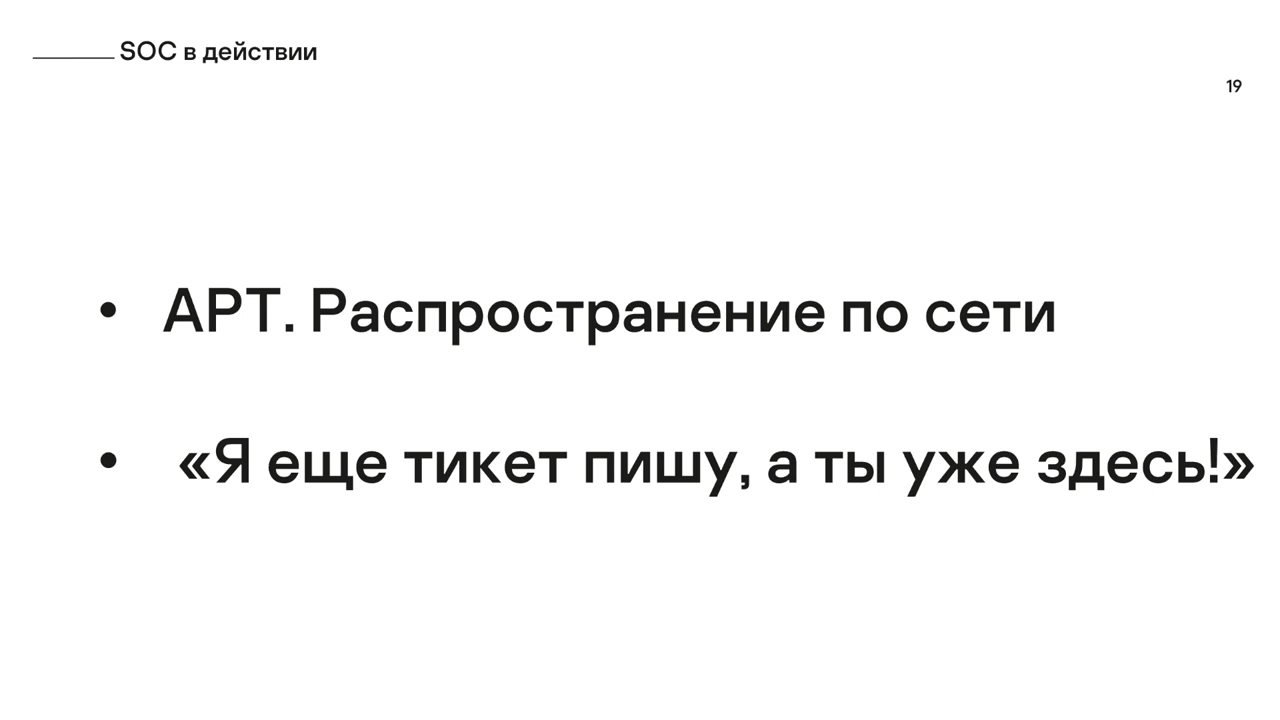 SOC в действии
19
• APT. Распространение по сети
• «Я еще тикет пишу, а ты уже здесь!»